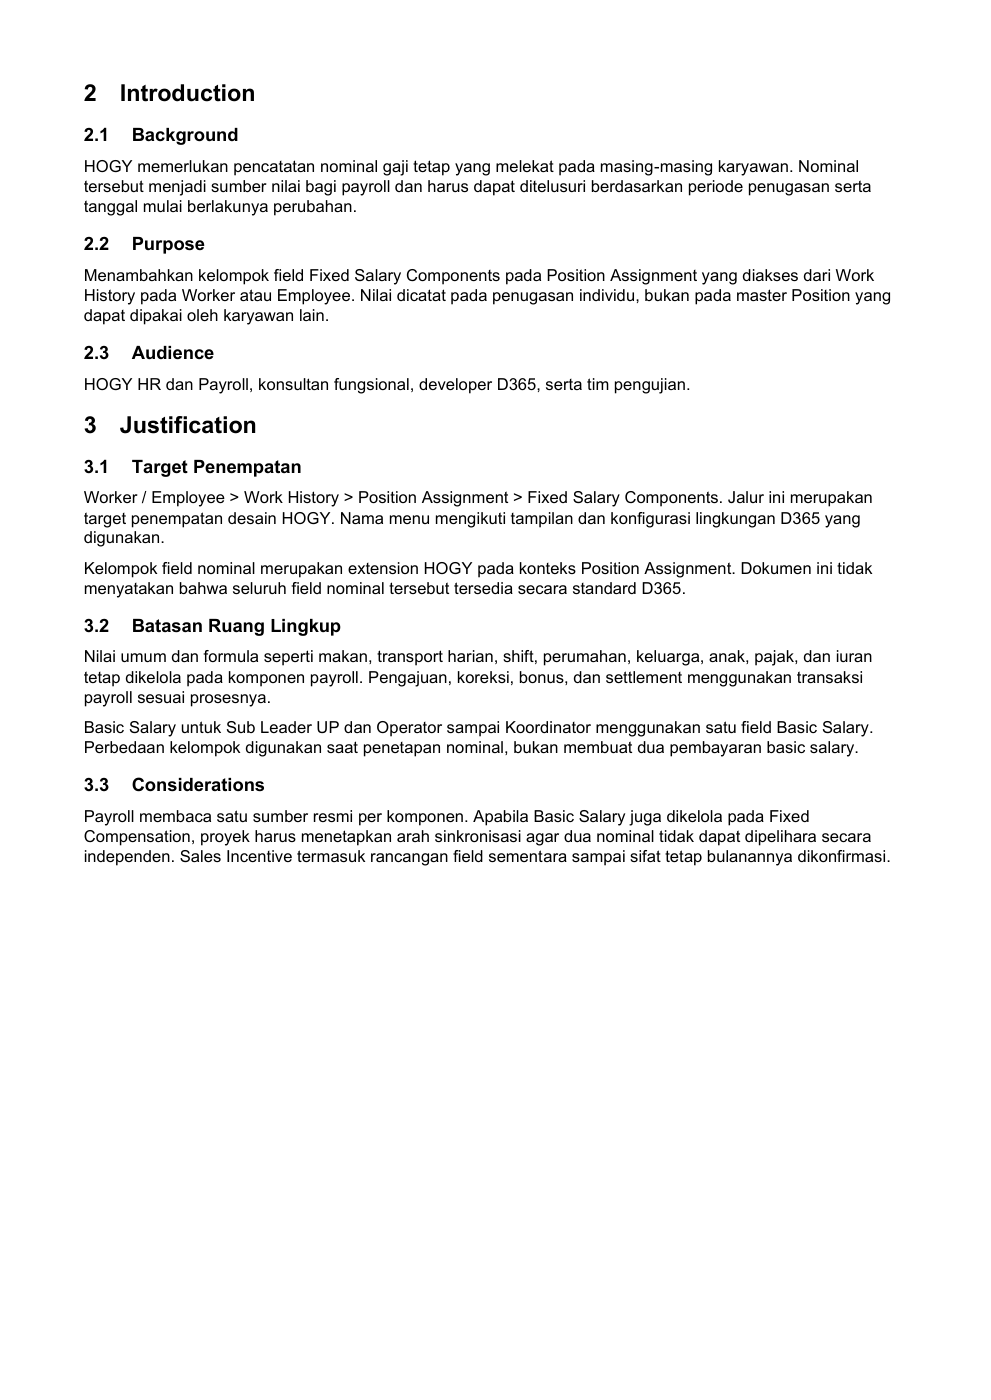 2 Introduction
2.1 Background
HOGY memerlukan pencatatan nominal gaji tetap yang melekat pada masing-masing karyawan. Nominal
tersebut menjadi sumber nilai bagi payroll dan harus dapat ditelusuri berdasarkan periode penugasan serta
tanggal mulai berlakunya perubahan.
2.2 Purpose
Menambahkan kelompok field Fixed Salary Components pada Position Assignment yang diakses dari Work
History pada Worker atau Employee. Nilai dicatat pada penugasan individu, bukan pada master Position yang
dapat dipakai oleh karyawan lain.
2.3 Audience
HOGY HR dan Payroll, konsultan fungsional, developer D365, serta tim pengujian.
3 Justification
3.1 Target Penempatan
Worker / Employee > Work History > Position Assignment > Fixed Salary Components. Jalur ini merupakan
target penempatan desain HOGY. Nama menu mengikuti tampilan dan konfigurasi lingkungan D365 yang
digunakan.
Kelompok field nominal merupakan extension HOGY pada konteks Position Assignment. Dokumen ini tidak
menyatakan bahwa seluruh field nominal tersebut tersedia secara standard D365.
3.2 Batasan Ruang Lingkup
Nilai umum dan formula seperti makan, transport harian, shift, perumahan, keluarga, anak, pajak, dan iuran
tetap dikelola pada komponen payroll. Pengajuan, koreksi, bonus, dan settlement menggunakan transaksi
payroll sesuai prosesnya.
Basic Salary untuk Sub Leader UP dan Operator sampai Koordinator menggunakan satu field Basic Salary.
Perbedaan kelompok digunakan saat penetapan nominal, bukan membuat dua pembayaran basic salary.
3.3 Considerations
Payroll membaca satu sumber resmi per komponen. Apabila Basic Salary juga dikelola pada Fixed
Compensation, proyek harus menetapkan arah sinkronisasi agar dua nominal tidak dapat dipelihara secara
independen. Sales Incentive termasuk rancangan field sementara sampai sifat tetap bulanannya dikonfirmasi.